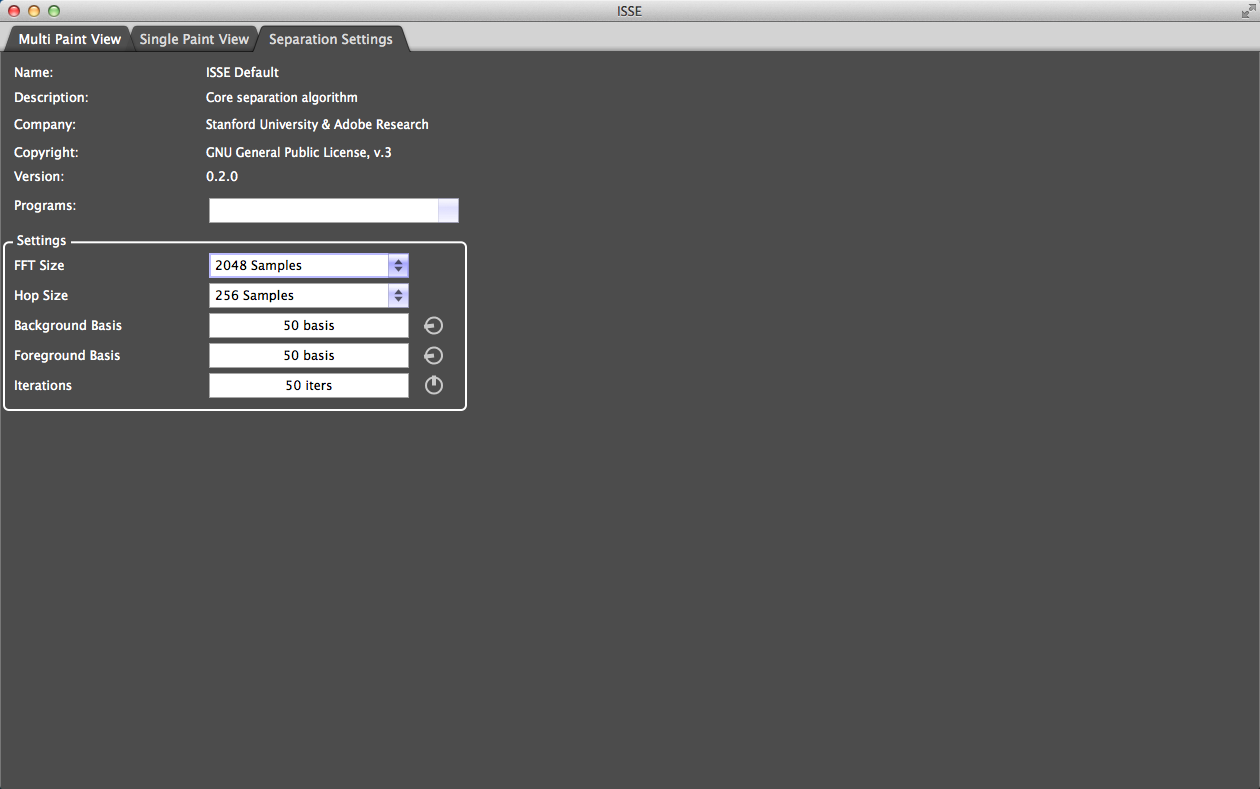 ISSE
Multi Paint View Single Paint View Separation Settings
Name: ISSE Default
Description: Core separation algorithm
Company: Stanford University & Adobe Research
Copyright: GNU General Public License, v.3
Version: 0.2.0
Programs:
Settings
FFT Size 2048 Samples
Hop Size 256 Samples
Background Basis 50 basis
Foreground Basis 50 basis
Iterations 50 iters